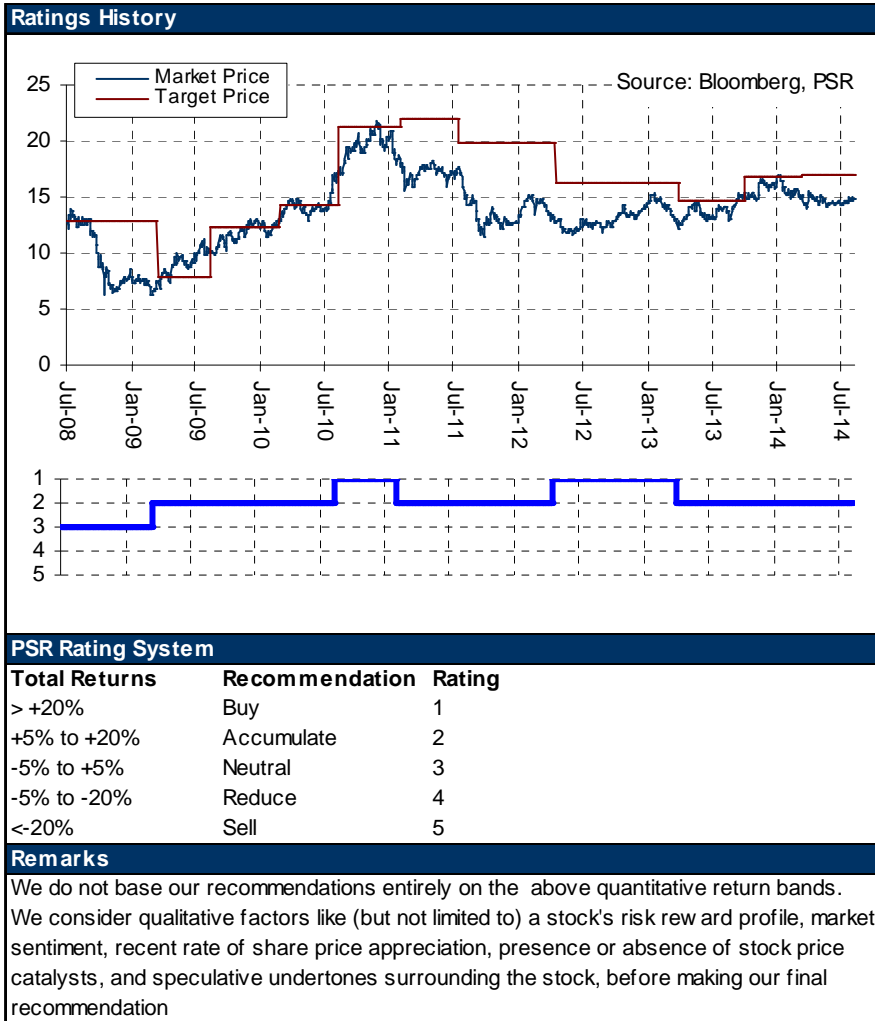 Ratings History
Market Price
Target Price
Source: Bloomberg, PSR
25
20
15
10
5
0
Jul-08
Jan-09
Jul-09
Jan-10
Jul-10
Jan-11
Jul-11
Jan-12
Jul-12
Jan-13
Jul-13
Jan-14
Jul-14
1
2
3
4
5
PSR Rating System
Total Returns Recommendation Rating
> +20% Buy 1
+5% to +20% Accumulate 2
-5% to +5% Neutral 3
-5% to -20% Reduce 4
<-20% Sell 5
Remarks
We do not base our recommendations entirely on the above quantitative return bands.
We consider qualitative factors like (but not limited to) a stock's risk reward profile, market
sentiment, recent rate of share price appreciation, presence or absence of stock price
catalysts, and speculative undertones surrounding the stock, before making our final
recommendation